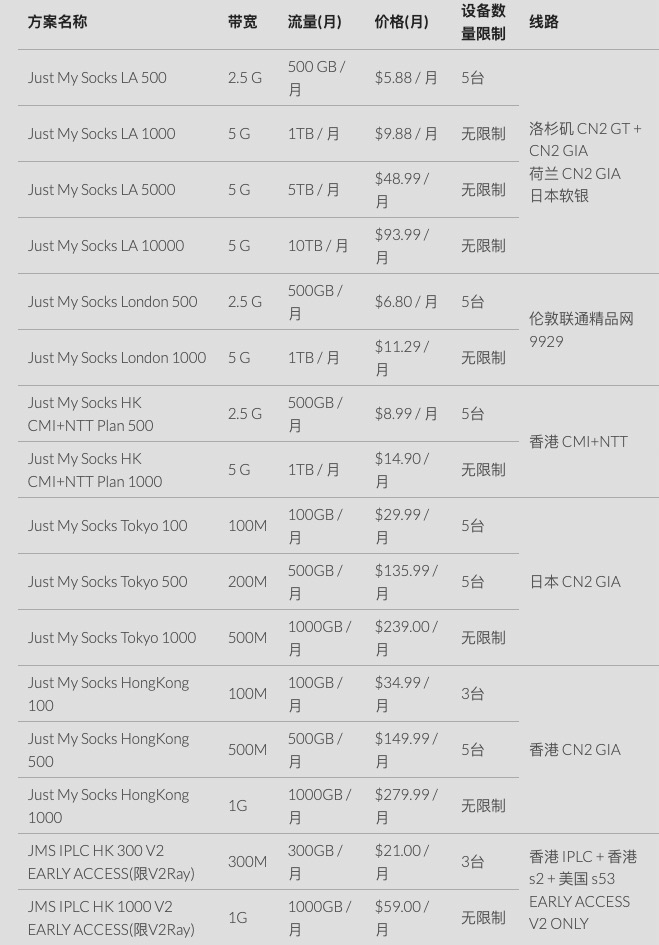 方案名称 带宽 流量(月) 价格(月) 设备数量限制 线路
Just My Socks LA 500 2.5 G 500 GB / 月 $5.88 / 月 5台 洛杉矶 CN2 GT + CN2 GIA 荷兰 CN2 GIA 日本软银
Just My Socks LA 1000 5 G 1TB / 月 $9.88 / 月 无限制
Just My Socks LA 5000 5 G 5TB / 月 $48.99 / 月 无限制
Just My Socks LA 10000 5 G 10TB / 月 $93.99 / 月 无限制
Just My Socks London 500 2.5 G 500GB / 月 $6.80 / 月 5台 伦敦联通精品网 9929
Just My Socks London 1000 5 G 1TB / 月 $11.29 / 月 无限制
Just My Socks HK CMI+NTT Plan 500 2.5 G 500GB / 月 $8.99 / 月 5台 香港 CMI+NTT
Just My Socks HK CMI+NTT Plan 1000 5 G 1TB / 月 $14.90 / 月 无限制
Just My Socks Tokyo 100 100M 100GB / 月 $29.99 / 月 5台 日本 CN2 GIA
Just My Socks Tokyo 500 200M 500GB / 月 $135.99 / 月 5台
Just My Socks Tokyo 1000 500M 1000GB / 月 $239.00 / 月 无限制
Just My Socks HongKong 100 100M 100GB / 月 $34.99 / 月 3台 香港 CN2 GIA
Just My Socks HongKong 500 500M 500GB / 月 $149.99 / 月 5台
Just My Socks HongKong 1000 1G 1000GB / 月 $279.99 / 月 无限制
JMS IPLC HK 300 V2 EARLY ACCESS(限V2Ray) 300M 300GB / 月 $21.00 / 月 3台 香港 IPLC + 香港 s2 + 美国 s53 EARLY ACCESS V2 ONLY
JMS IPLC HK 1000 V2 EARLY ACCESS(限V2Ray) 1G 1000GB / 月 $59.00 / 月 无限制